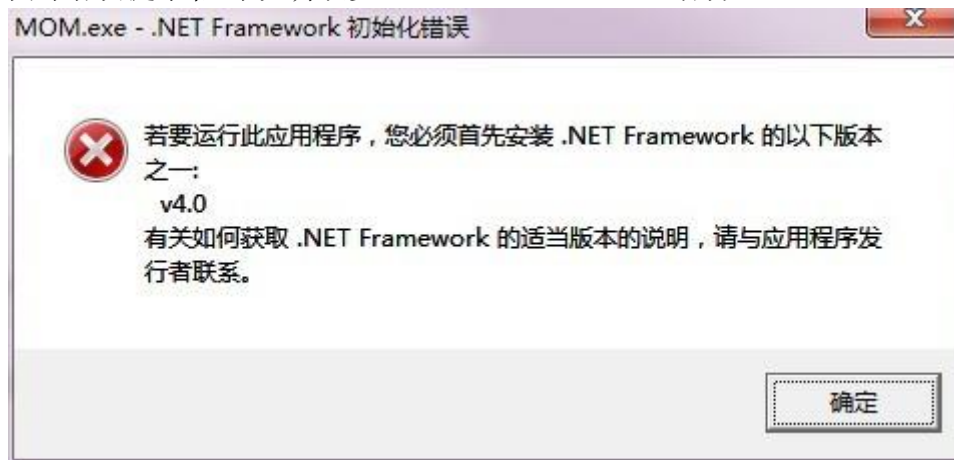 MOM.exe - .NET Framework 初始化错误
若要运行此应用程序，您必须首先安装 .NET Framework 的以下版本
之一:
v4.0
有关如何获取 .NET Framework 的适当版本的说明，请与应用程序发
行者联系。
确定